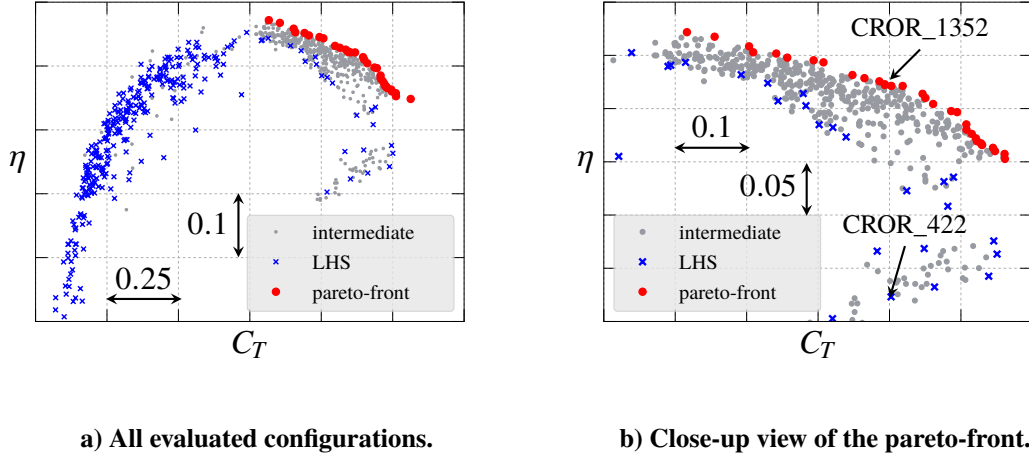 η
0.1
0.25
intermediate
LHS
pareto-front
C_T
a) All evaluated configurations.
CROR_1352
η
0.1
0.05
CROR_422
intermediate
LHS
pareto-front
C_T
b) Close-up view of the pareto-front.